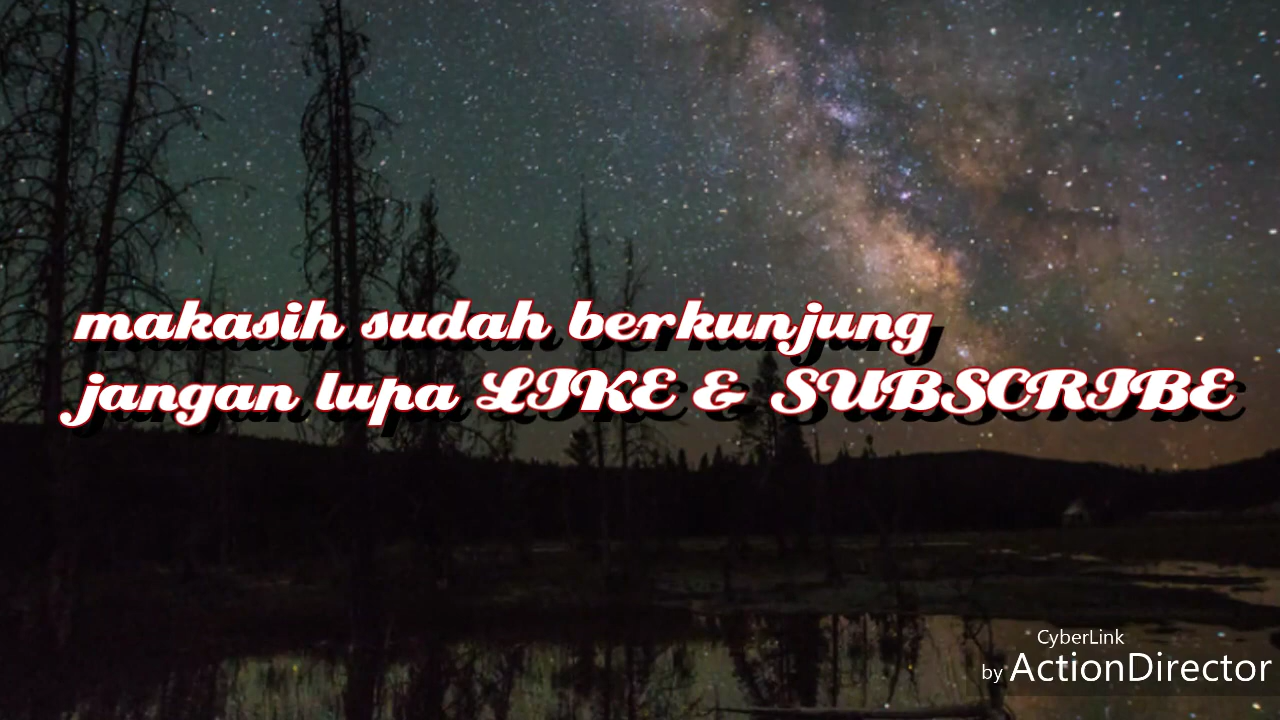 makasih sudah berkunjung
jangan lupa LIKE & SUBSCRIBE
CyberLink
by ActionDirector